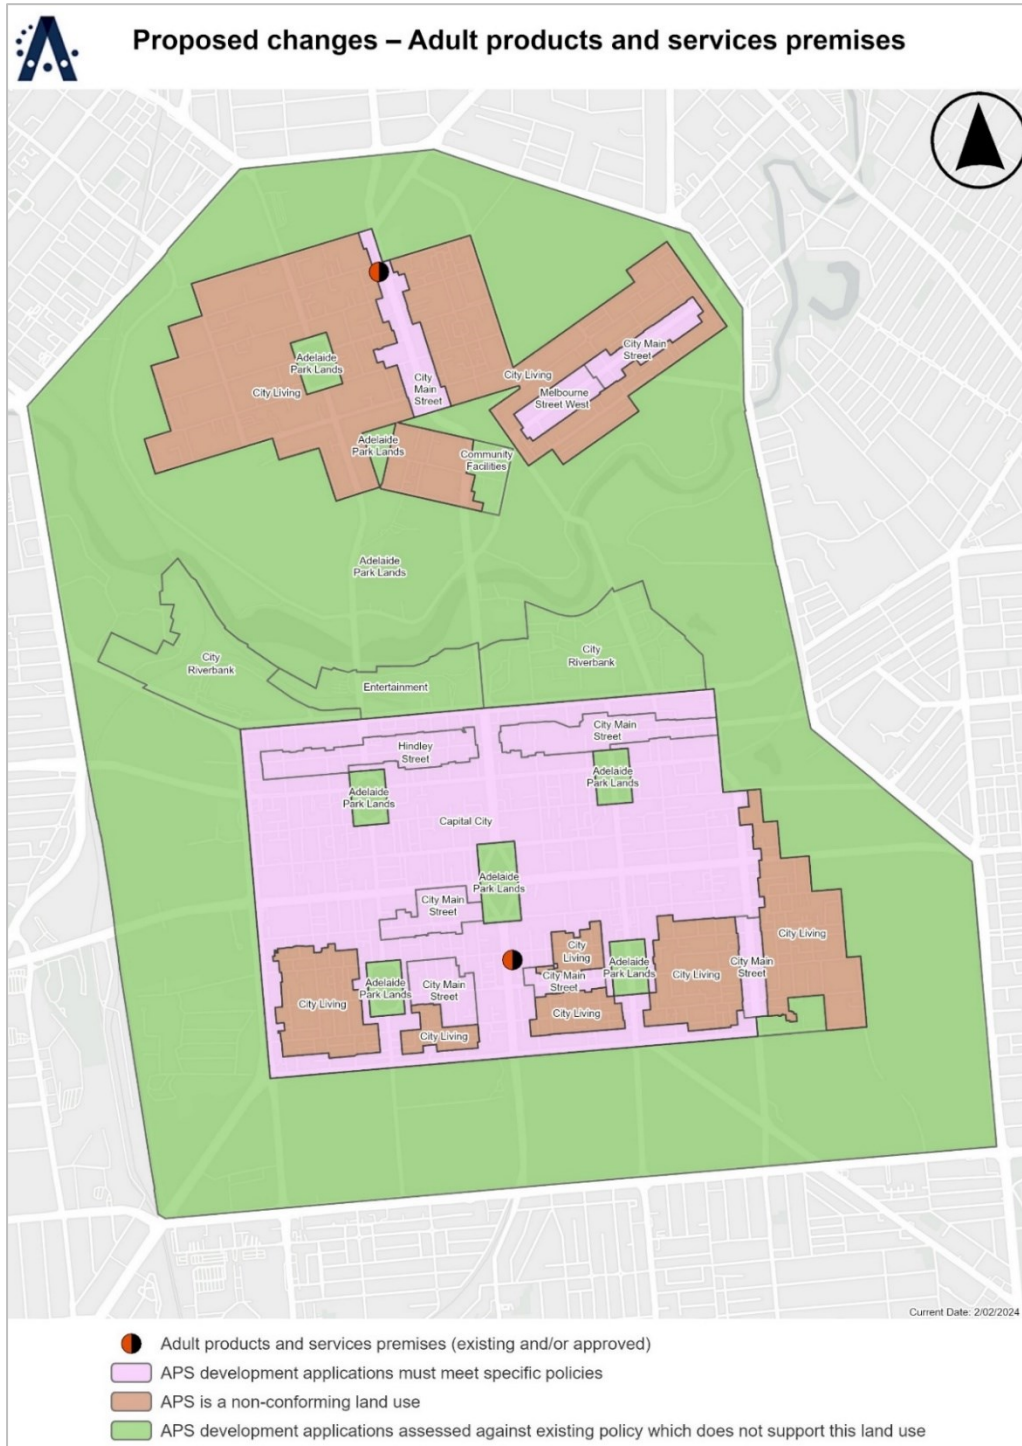 Proposed changes – Adult products and services premises
Adelaide
Park Lands
City Living
City
Main
Street
City Living
City Main
Street
Melbourne
Street West
Adelaide
Park Lands
Community
Facilities
Adelaide
Park Lands
City
Riverbank
Entertainment
City
Riverbank
Hindley
Street
City Main
Street
Adelaide
Park Lands
Adelaide
Park Lands
Capital City
Adelaide
Park Lands
City Main
Street
City Living
Adelaide
Park Lands
City Main
Street
City Living
City
Living
City Main
Street
City Living
Adelaide
Park Lands
City Living
City Main
Street
City Living
Current Date: 2/02/2024
Adult products and services premises (existing and/or approved)
APS development applications must meet specific policies
APS is a non-conforming land use
APS development applications assessed against existing policy which does not support this land use